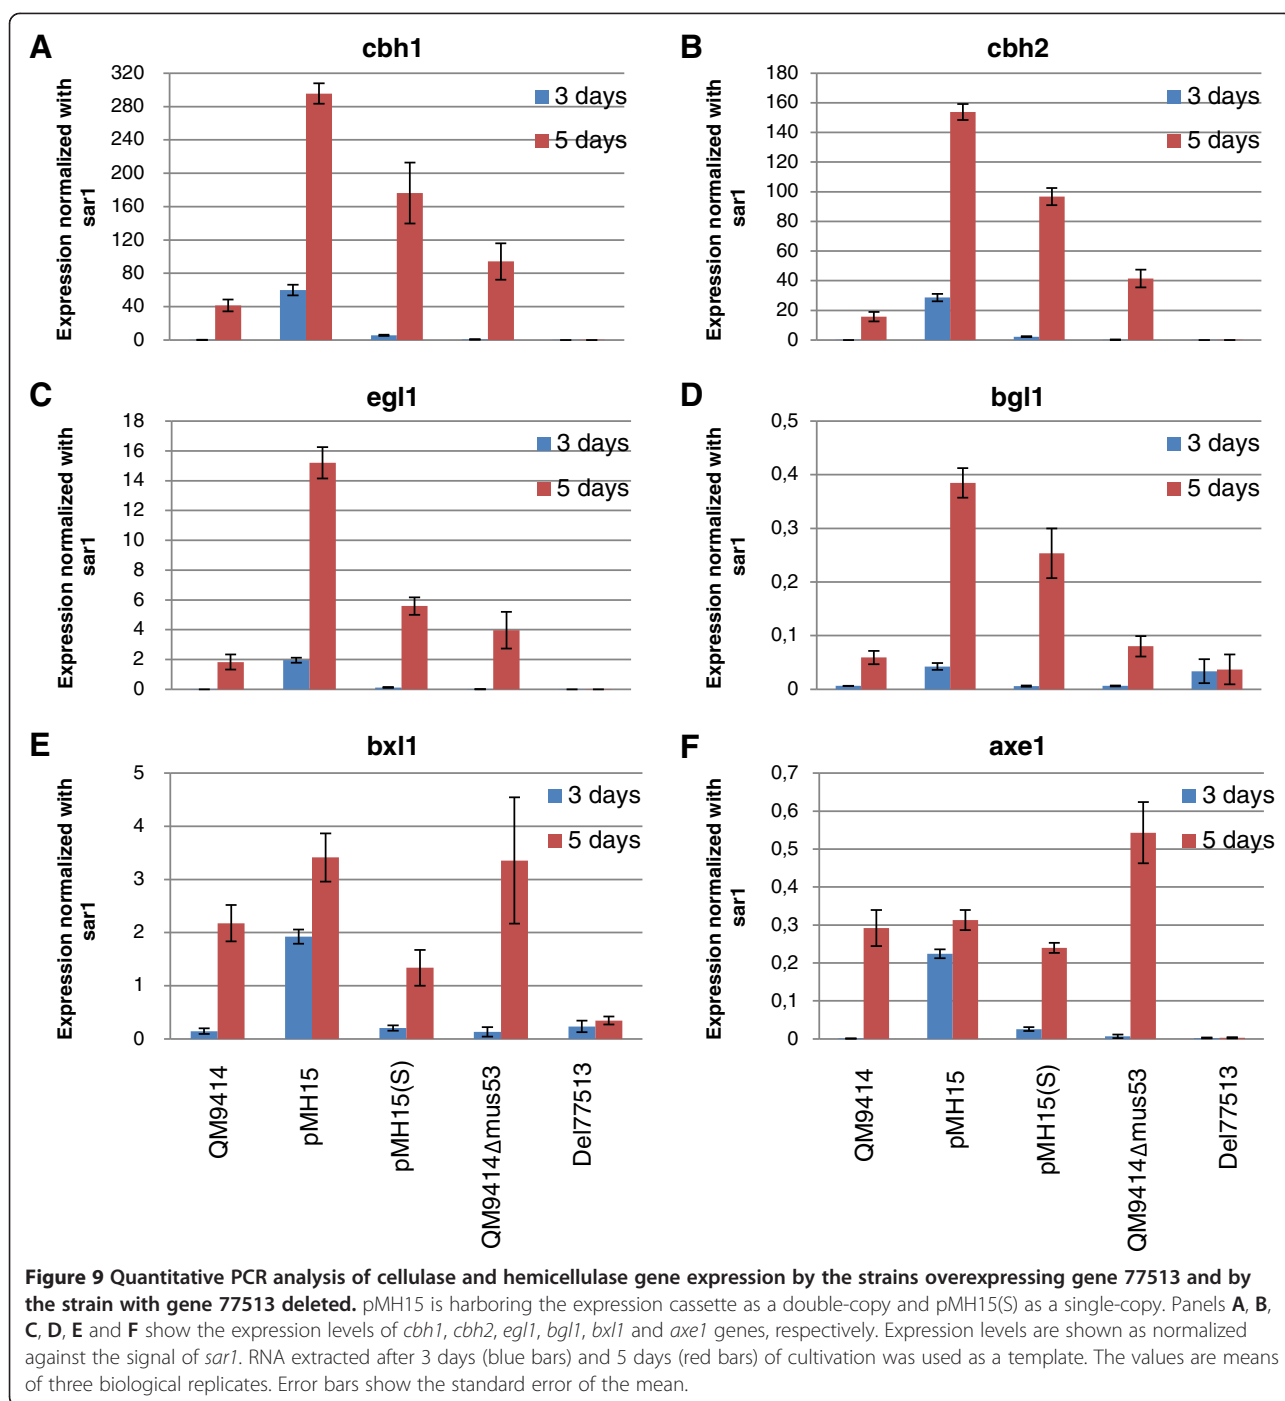 A
cbh1
Expression normalized with
sar1
320
280
240
200
160
120
80
40
0
3 days
5 days
B
cbh2
Expression normalized with
sar1
180
160
140
120
100
80
60
40
20
0
3 days
5 days
C
egl1
Expression normalized with
sar1
18
16
14
12
10
8
6
4
2
0
3 days
5 days
D
bgl1
Expression normalized with
sar1
0,5
0,4
0,3
0,2
0,1
0
3 days
5 days
E
bxl1
Expression normalized with
sar1
5
4
3
2
1
0
3 days
5 days
QM9414
pMH15
pMH15(S)
QM9414Δmus53
Del77513
F
axe1
Expression normalized with
sar1
0,7
0,6
0,5
0,4
0,3
0,2
0,1
0
3 days
5 days
QM9414
pMH15
pMH15(S)
QM9414Δmus53
Del77513
Figure 9 Quantitative PCR analysis of cellulase and hemicellulase gene expression by the strains overexpressing gene 77513 and by
the strain with gene 77513 deleted. pMH15 is harboring the expression cassette as a double-copy and pMH15(S) as a single-copy. Panels A, B,
C, D, E and F show the expression levels of cbh1, cbh2, egl1, bgl1, bxl1 and axe1 genes, respectively. Expression levels are shown as normalized
against the signal of sar1. RNA extracted after 3 days (blue bars) and 5 days (red bars) of cultivation was used as a template. The values are means
of three biological replicates. Error bars show the standard error of the mean.